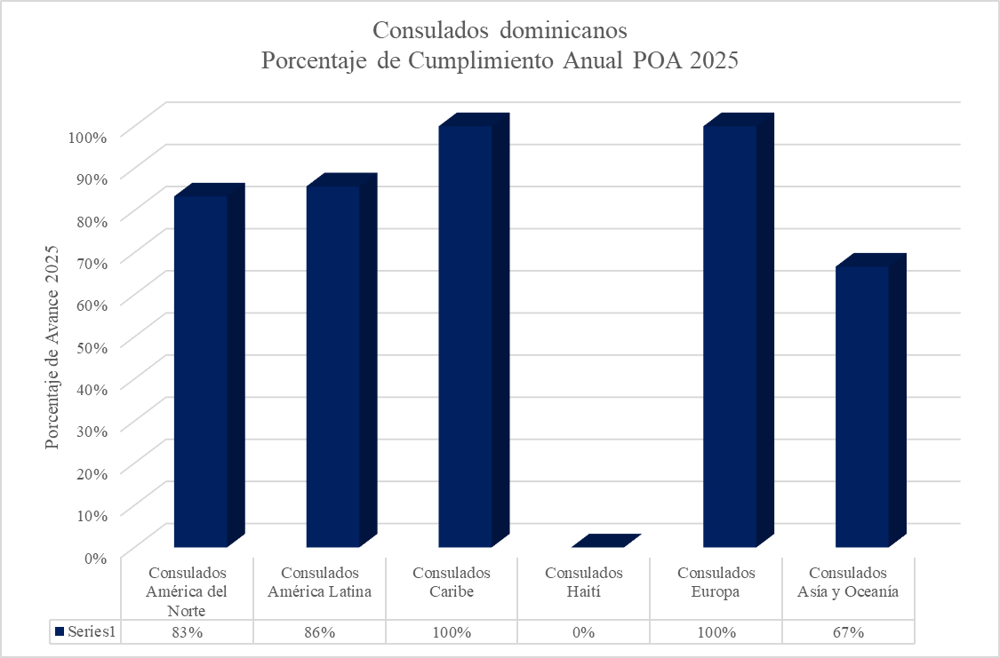 Consulados dominicanos
Porcentaje de Cumplimiento Anual POA 2025
Porcentaje de Avance 2025
100%
90%
80%
70%
60%
50%
40%
30%
20%
10%
0%
Consulados
América del
Norte
Consulados
América Latina
Consulados
Caribe
Consulados
Haití
Consulados
Europa
Consulados
Asía y Oceanía
Series1 83% 86% 100% 0% 100% 67%